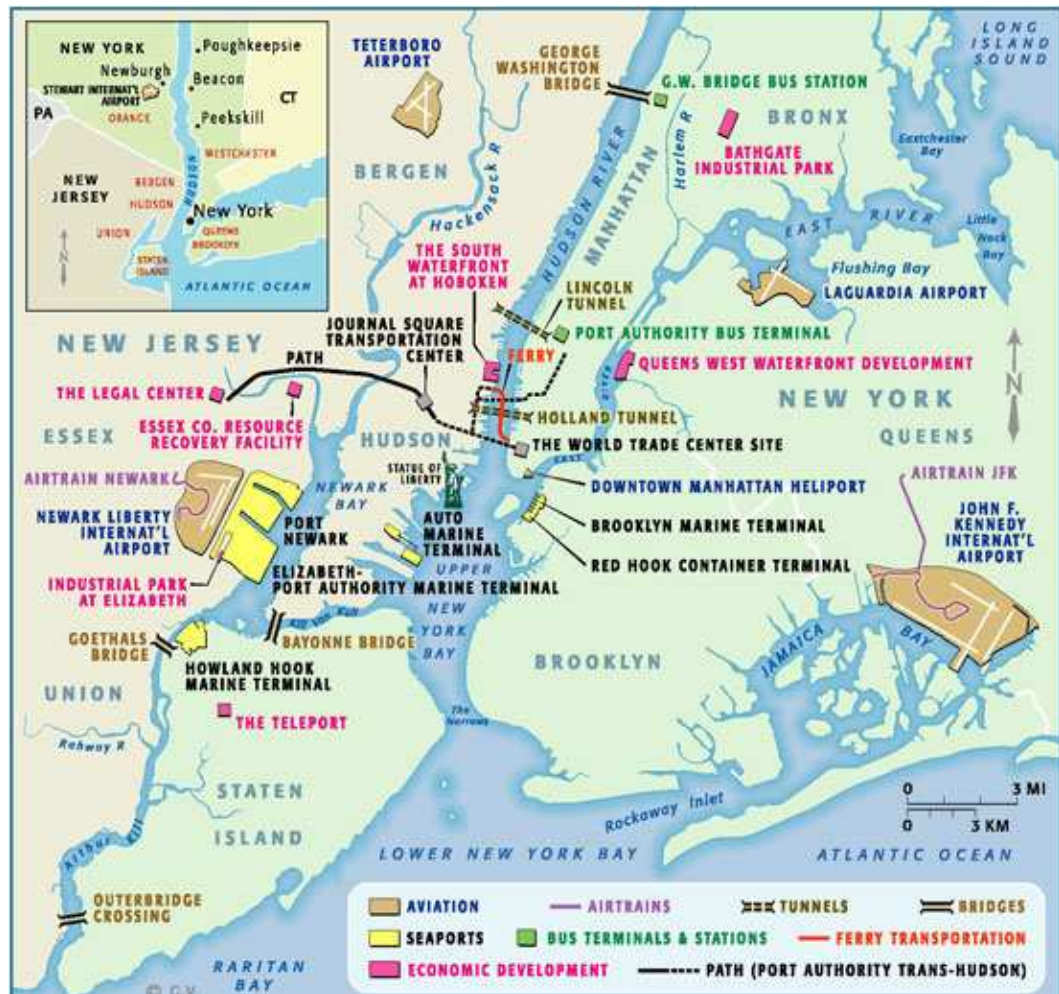 NEW YORK
Poughkeepsie
Newburgh
Beacon
STEWART INTERNAT'L
AIRPORT
CT
ORANGE
Peekskill
PA
WESTCHESTER
NEW
JERSEY
BERGEN
HUDSON
HUDSON
New York
UNION
QUEENS
BROOKLYN
STATEN
ISLAND
N
ATLANTIC OCEAN
TETERBORO
AIRPORT
GEORGE
WASHINGTON
BRIDGE
G.W. BRIDGE BUS STATION
LONG
ISLAND
SOUND
BRONX
BATHGATE
INDUSTRIAL PARK
Eastchester
Bay
BERGEN
Hackensack R
HUDSON RIVER
MANHATTAN
Harlem R
EAST RIVER
Little
Neck
Bay
THE SOUTH
WATERFRONT
AT HOBOKEN
LINCOLN
TUNNEL
Flushing Bay
LAGUARDIA AIRPORT
NEW JERSEY
JOURNAL SQUARE
TRANSPORTATION
CENTER
PATH
FERRY
PORT AUTHORITY BUS TERMINAL
QUEENS WEST WATERFRONT DEVELOPMENT
N
THE LEGAL CENTER
ESSEX CO. RESOURCE
RECOVERY FACILITY
HOLLAND TUNNEL
NEW YORK
ESSEX
HUDSON
THE WORLD TRADE CENTER SITE
QUEENS
EAST
RIVER
STATUE OF
LIBERTY
AIRTRAIN NEWARK
NEWARK
BAY
DOWNTOWN MANHATTAN HELIPORT
AIRTRAIN JFK
NEWARK LIBERTY
INTERNAT'L
AIRPORT
PORT
NEWARK
AUTO
MARINE
TERMINAL
BROOKLYN MARINE TERMINAL
JOHN F.
KENNEDY
INTERNAT'L
AIRPORT
RED HOOK CONTAINER TERMINAL
INDUSTRIAL PARK
AT ELIZABETH
ELIZABETH-
PORT AUTHORITY MARINE TERMINAL
UPPER
NEW
YORK
BAY
Kill Van Kull
GOETHALS
BRIDGE
BAYONNE BRIDGE
HOWLAND HOOK
MARINE TERMINAL
BROOKLYN
JAMAICA BAY
UNION
THE TELEPORT
The
Narrows
Rahway R
STATEN
ISLAND
Rockaway Inlet
0 3 MI
0 3 KM
Arthur Kill
LOWER NEW YORK BAY
ATLANTIC OCEAN
OUTERBRIDGE
CROSSING
RARITAN
BAY
AVIATION
AIRTRAINS
TUNNELS
BRIDGES
SEAPORTS
BUS TERMINALS & STATIONS
FERRY TRANSPORTATION
ECONOMIC DEVELOPMENT
PATH (PORT AUTHORITY TRANS-HUDSON)